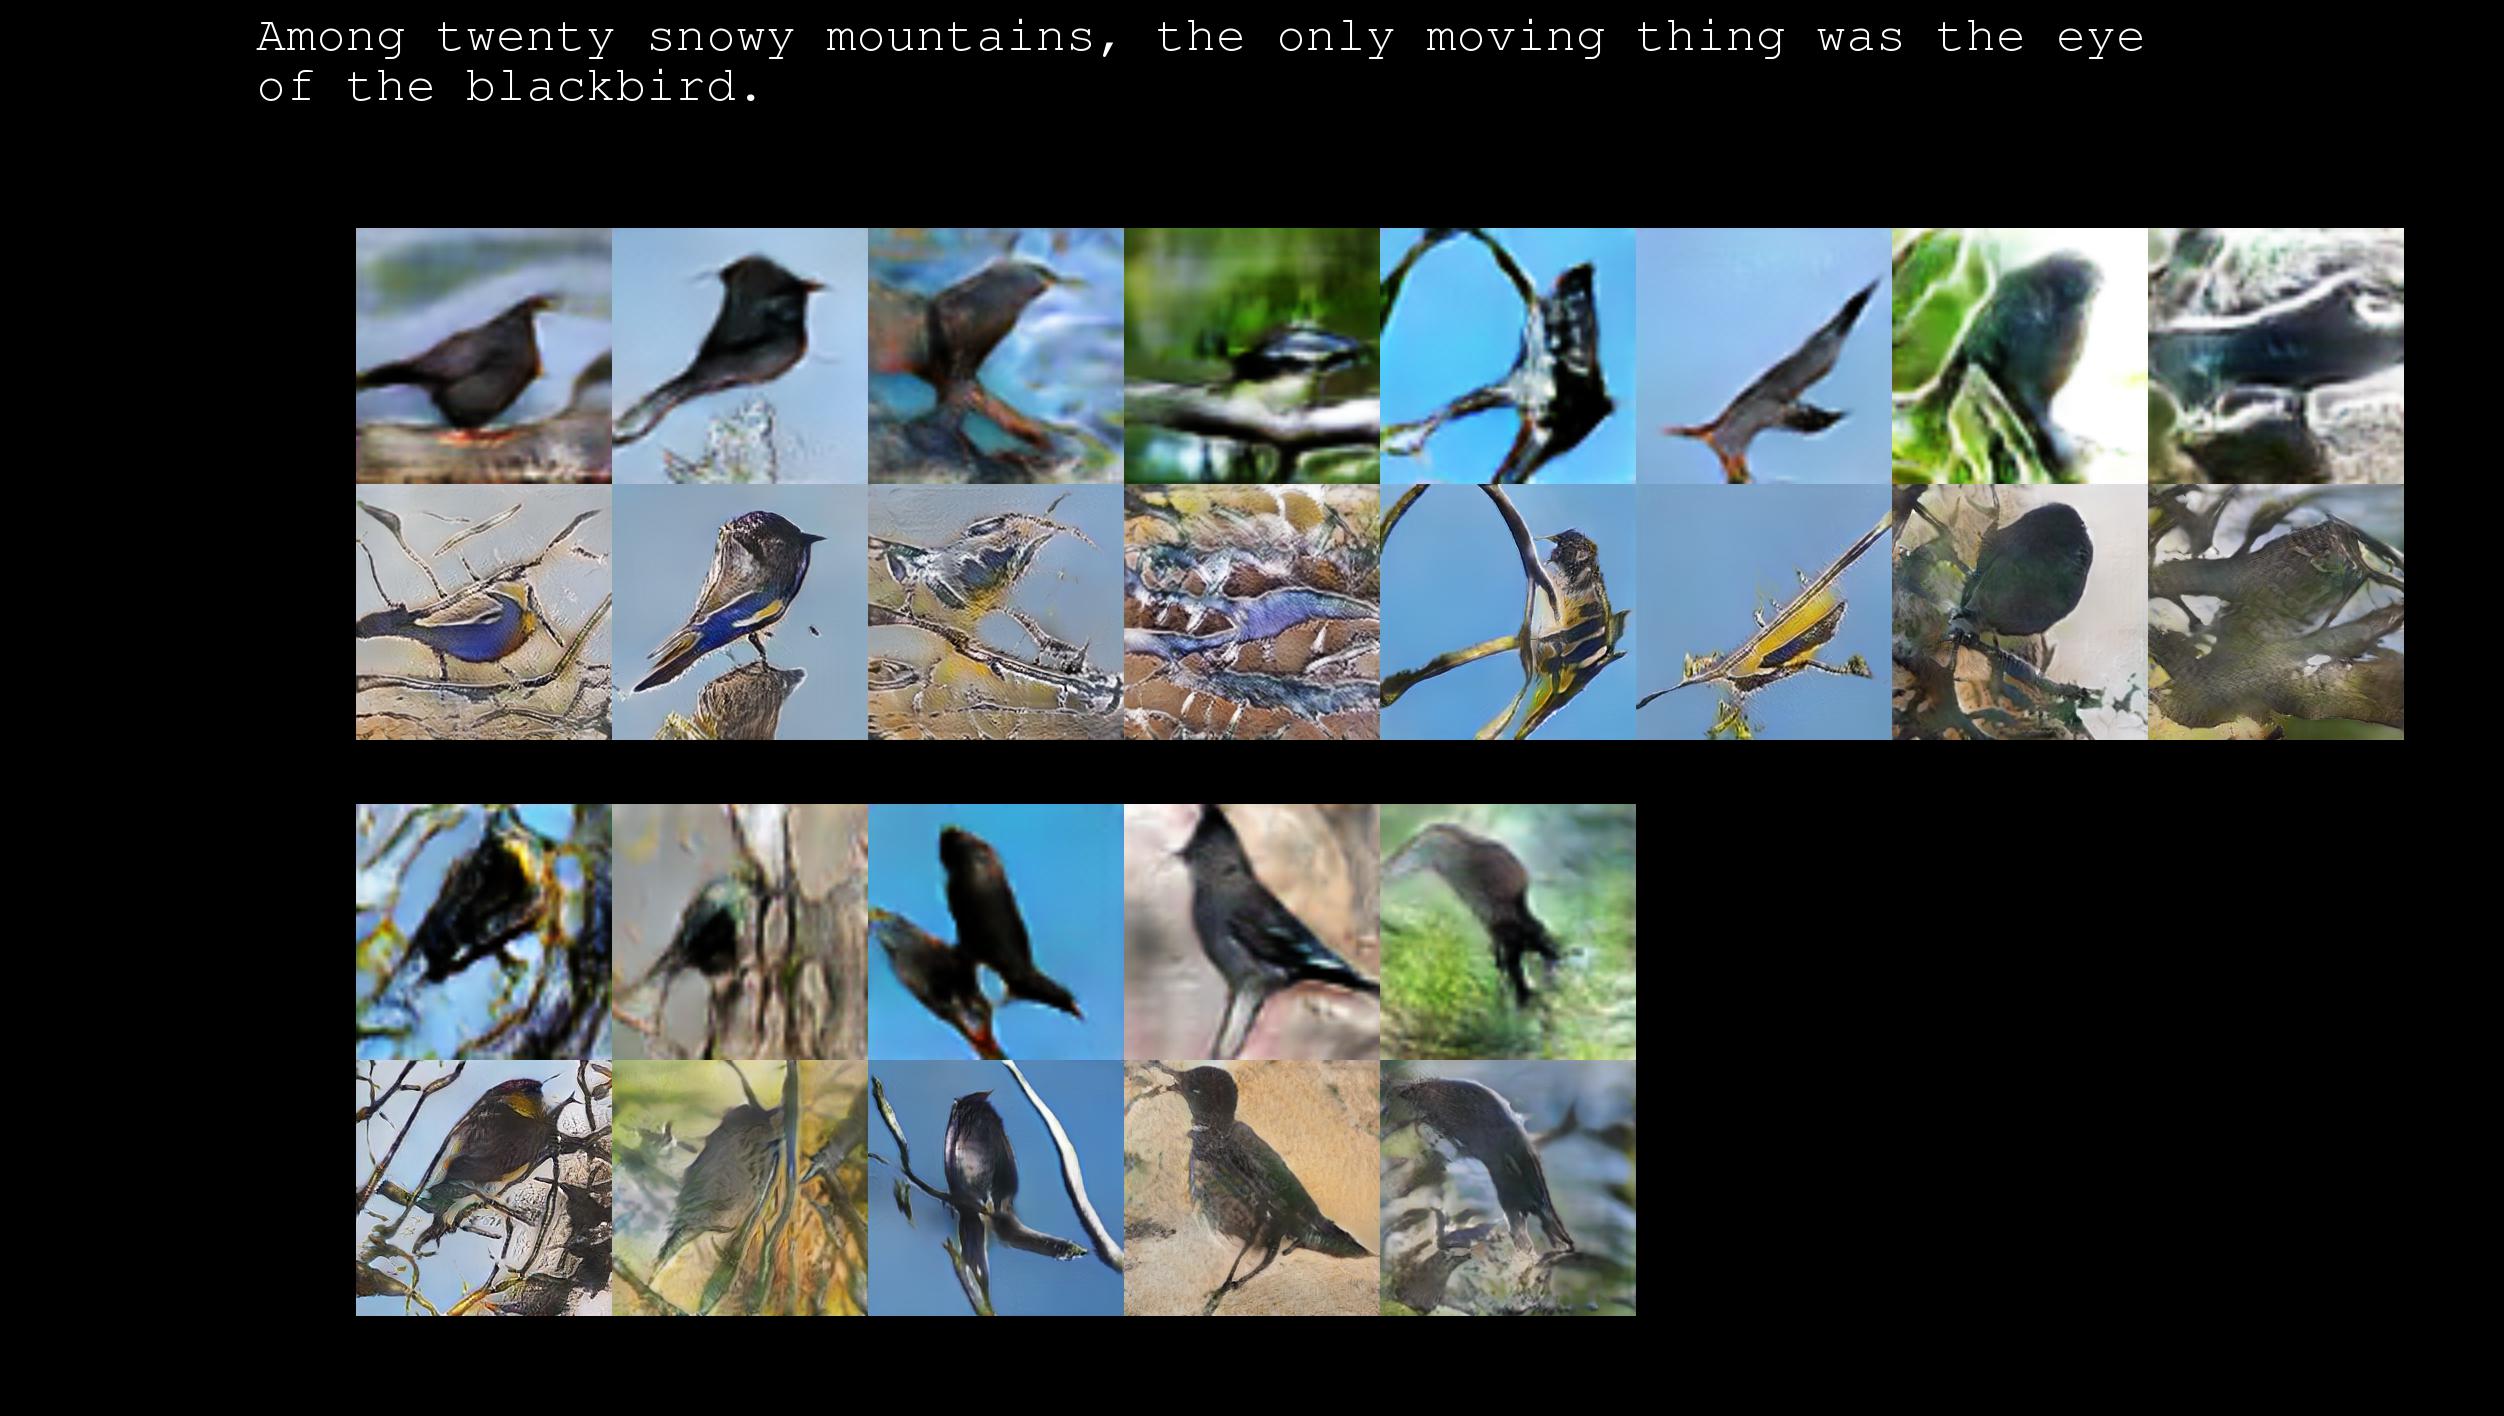 Among twenty snowy mountains, the only moving thing was the eye
of the blackbird.